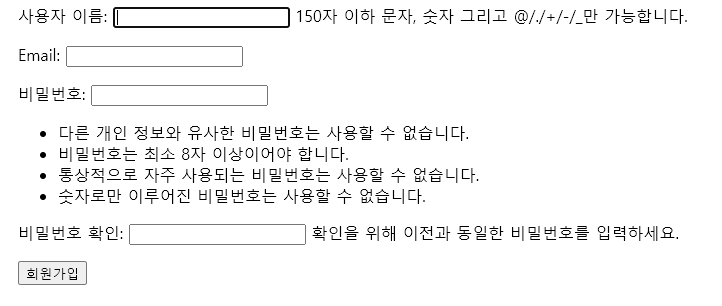 사용자 이름: 150자 이하 문자, 숫자 그리고 @/./+/-/_만 가능합니다.
Email:
비밀번호:
• 다른 개인 정보와 유사한 비밀번호는 사용할 수 없습니다.
• 비밀번호는 최소 8자 이상이어야 합니다.
• 통상적으로 자주 사용되는 비밀번호는 사용할 수 없습니다.
• 숫자로만 이루어진 비밀번호는 사용할 수 없습니다.
비밀번호 확인: 확인을 위해 이전과 동일한 비밀번호를 입력하세요.
회원가입